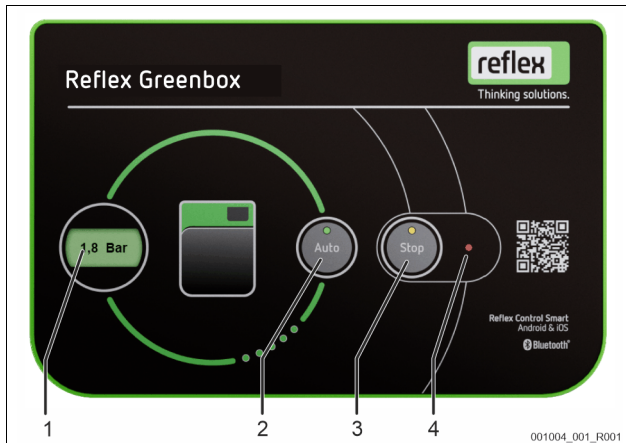 reflex
Thinking solutions.
Reflex Greenbox
1,8 Bar
Auto
Stop
Reflex Control Smart
Android & iOS
Bluetooth®
1
2
3
4
001004_001_R001